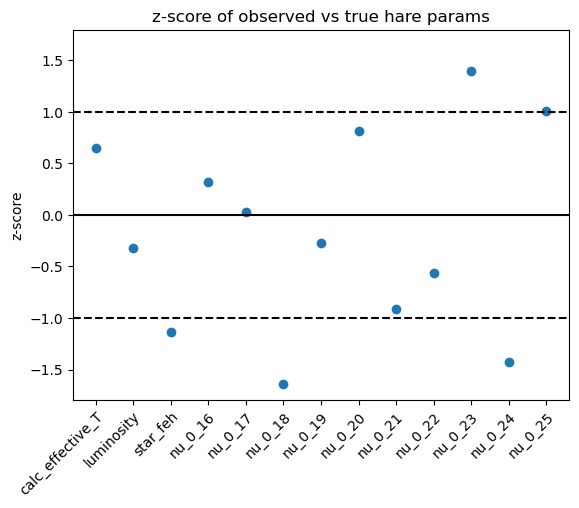 z-score of observed vs true hare params
z-score
1.5
1.0
0.5
0.0
−0.5
−1.0
−1.5
calc_effective_T
luminosity
star_feh
nu_0_16
nu_0_17
nu_0_18
nu_0_19
nu_0_20
nu_0_21
nu_0_22
nu_0_23
nu_0_24
nu_0_25